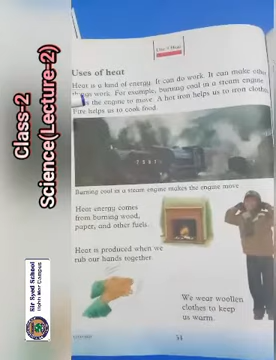 Class-2
Science(Lecture-2)
Sir Syed School
Uses of heat
Heat is a kind of energy. It can do work. It can make other
things work. For example, burning coal in a steam engine
the engine to move. A hot iron helps us to iron clothes
Fire helps us to cook food.
Burning coal in a steam engine makes the engine move
Heat energy comes
from burning wood,
paper, and other fuels.
Heat is produced when we
rub our hands together.
We wear woollen
clothes to keep
us warm.
34